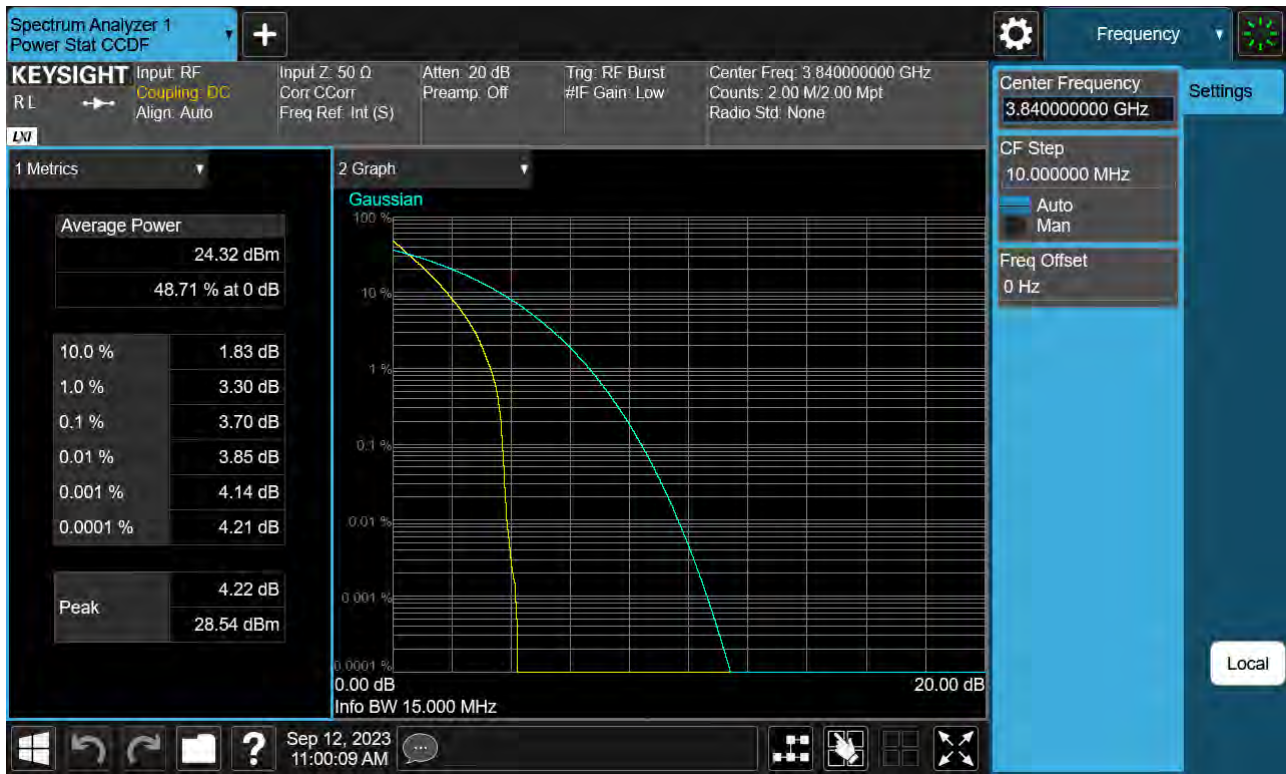 Spectrum Analyzer 1
Power Stat CCDF
Frequency
KEYSIGHT
RL
LXI
Input: RF
Coupling: DC
Align: Auto
Input Z: 50 Ω
Corr CCorr
Freq Ref: Int (S)
Atten: 20 dB
Preamp: Off
Trig: RF Burst
#IF Gain: Low
Center Freq: 3.840000000 GHz
Counts: 2.00 M/2.00 Mpt
Radio Std: None
Center Frequency
3.840000000 GHz
Settings
CF Step
10.000000 MHz
Auto
Man
Freq Offset
0 Hz
1 Metrics
Average Power
24.32 dBm
48.71 % at 0 dB
10.0 % 1.83 dB
1.0 % 3.30 dB
0.1 % 3.70 dB
0.01 % 3.85 dB
0.001 % 4.14 dB
0.0001 % 4.21 dB
Peak
4.22 dB
28.54 dBm
2 Graph
Gaussian
100 %
10 %
1 %
0.1 %
0.01 %
0.001 %
0.0001 %
0.00 dB 20.00 dB
Info BW 15.000 MHz
Local
?
Sep 12, 2023
11:00:09 AM